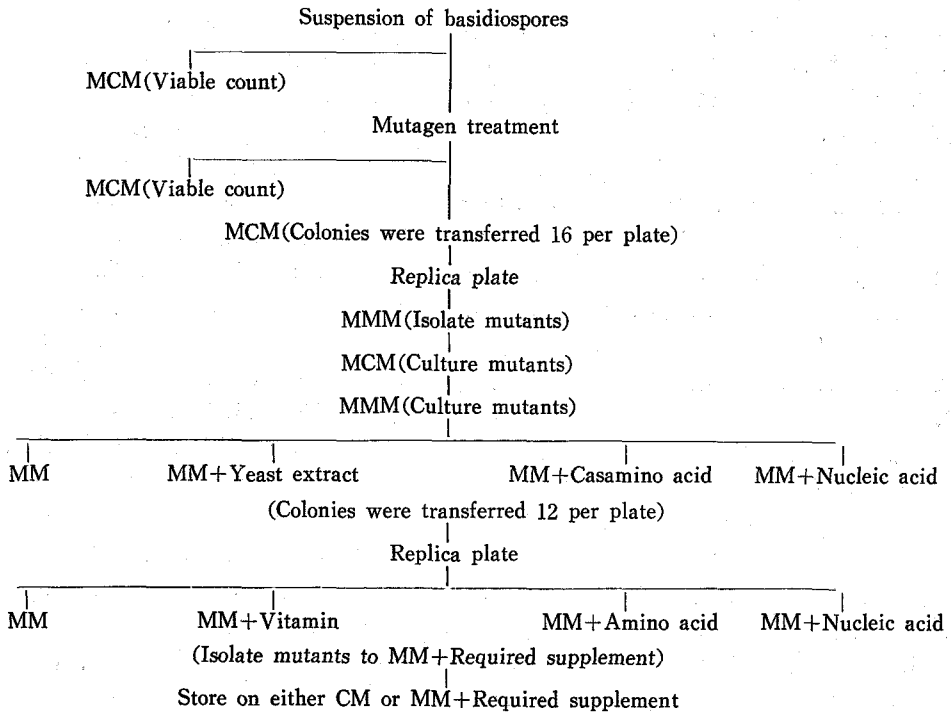 Suspension of basidiospores
MCM(Viable count)
Mutagen treatment
MCM(Viable count)
MCM(Colonies were transferred 16 per plate)
Replica plate
MMM(Isolate mutants)
MCM(Culture mutants)
MMM(Culture mutants)
MM MM+Yeast extract MM+Casamino acid MM+Nucleic acid
(Colonies were transferred 12 per plate)
Replica plate
MM MM+Vitamin MM+Amino acid MM+Nucleic acid
(Isolate mutants to MM+Required supplement)
Store on either CM or MM+Required supplement